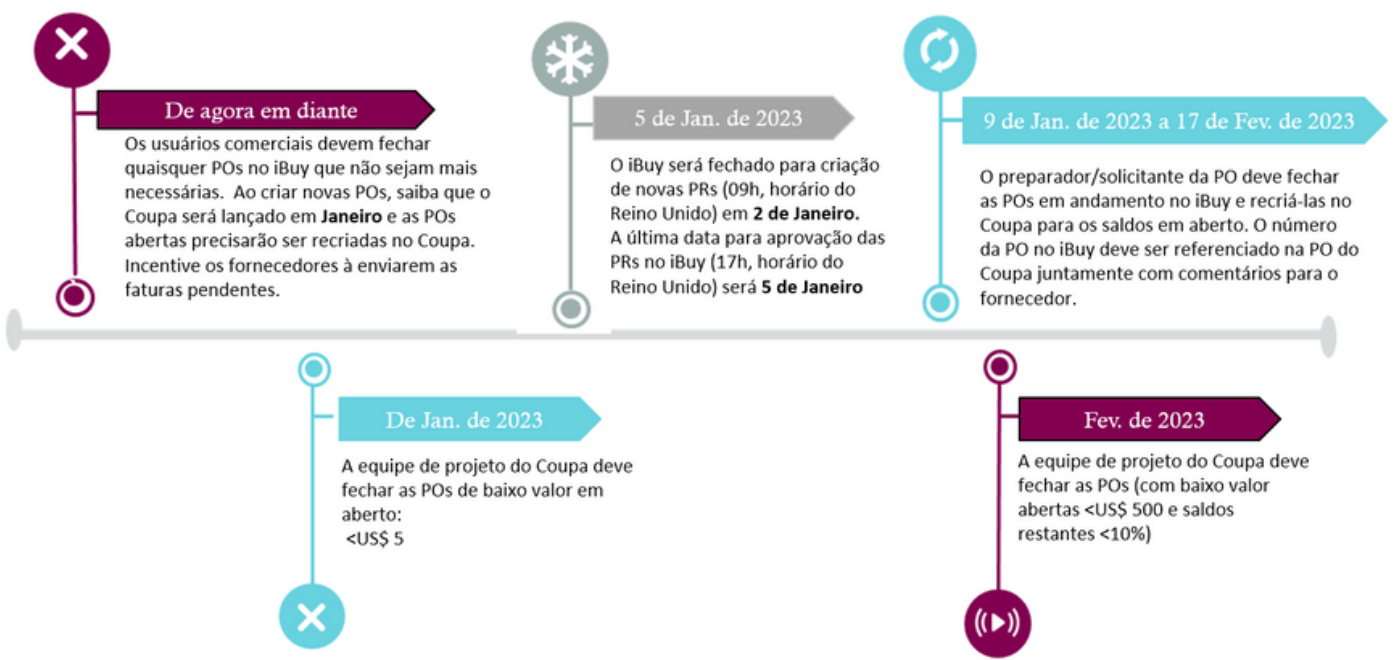 De agora em diante
Os usuários comerciais devem fechar
quaisquer POs no iBuy que não sejam mais
necessárias.  Ao criar novas POs, saiba que o
Coupa será lançado em Janeiro e as POs
abertas precisarão ser recriadas no Coupa.
Incentive os fornecedores à enviarem as
faturas pendentes.
5 de Jan. de 2023
O iBuy será fechado para criação
de novas PRs (09h, horário do
Reino Unido) em 2 de Janeiro.
A última data para aprovação das
PRs no iBuy (17h, horário do
Reino Unido) será 5 de Janeiro
9 de Jan. de 2023 a 17 de Fev. de 2023
O preparador/solicitante da PO deve fechar
as POs em andamento no iBuy e recriá-las no
Coupa para os saldos em aberto. O número
da PO no iBuy deve ser referenciado na PO do
Coupa juntamente com comentários para o
fornecedor.
De Jan. de 2023
A equipe de projeto do Coupa deve
fechar as POs de baixo valor em
aberto:
<US$ 5
Fev. de 2023
A equipe de projeto do Coupa deve
fechar as POs (com baixo valor
abertas <US$ 500 e saldos
restantes <10%)